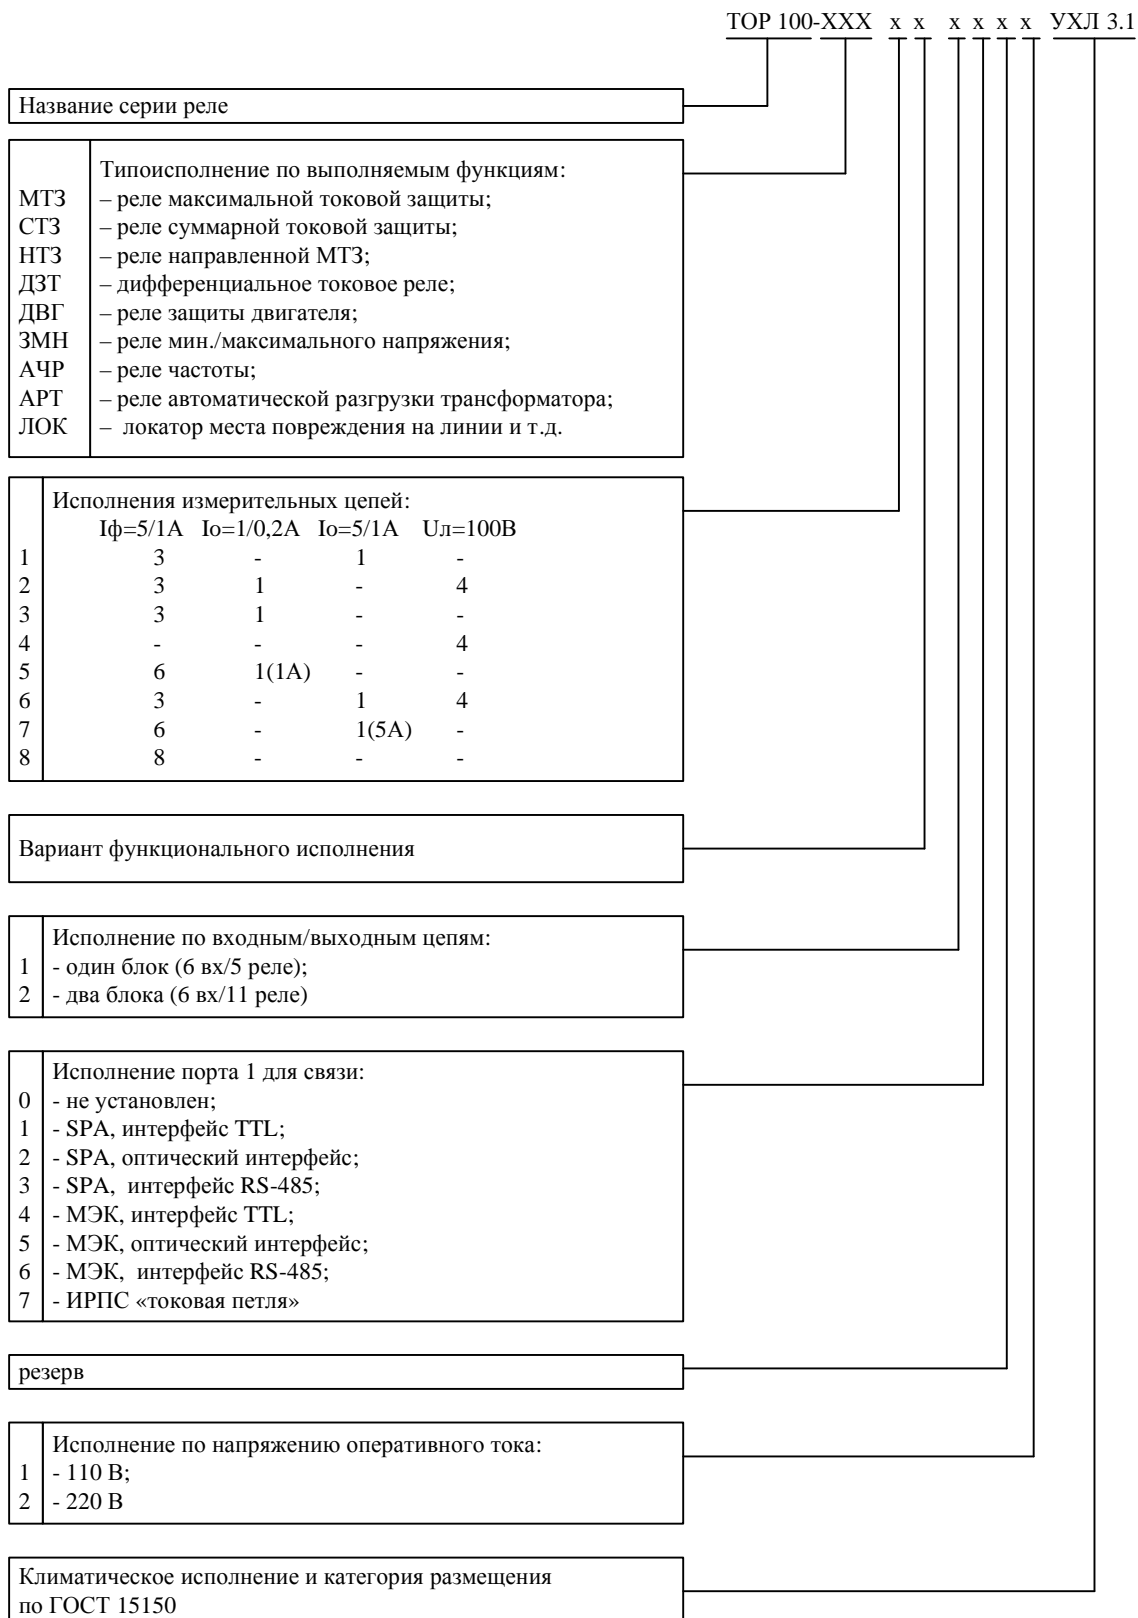 ТОР 100-ХХХ х х х х х х УХЛ 3.1
Название серии реле
Типоисполнение по выполняемым функциям:
МТЗ – реле максимальной токовой защиты;
СТЗ – реле суммарной токовой защиты;
НТЗ – реле направленной МТЗ;
ДЗТ – дифференциальное токовое реле;
ДВГ – реле защиты двигателя;
ЗМН – реле мин./максимального напряжения;
АЧР – реле частоты;
АРТ – реле автоматической разгрузки трансформатора;
ЛОК – локатор места повреждения на линии и т.д.
Исполнения измерительных цепей:
Iф=5/1А Iо=1/0,2А Iо=5/1А Uл=100В
1 3 - 1 -
2 3 1 - 4
3 3 1 - -
4 - - - 4
5 6 1(1А) - -
6 3 - 1 4
7 6 - 1(5А) -
8 8 - - -
Вариант функционального исполнения
Исполнение по входным/выходным цепям:
1 - один блок (6 вх/5 реле);
2 - два блока (6 вх/11 реле)
Исполнение порта 1 для связи:
0 - не установлен;
1 - SPA, интерфейс TTL;
2 - SPA, оптический интерфейс;
3 - SPA, интерфейс RS-485;
4 - МЭК, интерфейс TTL;
5 - МЭК, оптический интерфейс;
6 - МЭК, интерфейс RS-485;
7 - ИРПС «токовая петля»
резерв
Исполнение по напряжению оперативного тока:
1 - 110 В;
2 - 220 В
Климатическое исполнение и категория размещения
по ГОСТ 15150